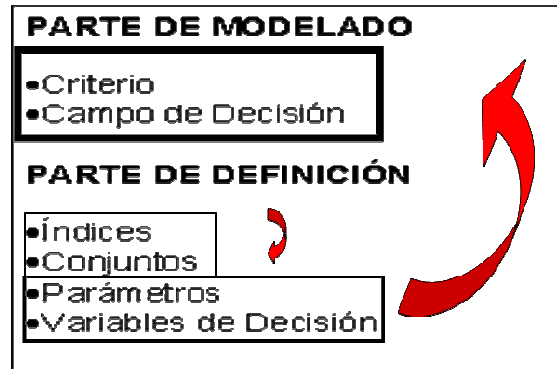 PARTE DE MODELADO
•Criterio
•Campo de Decisión
PARTE DE DEFINICIÓN
•Índices
•Conjuntos
•Parámetros
•Variables de Decisión